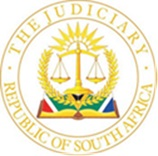 THE JUDICIARY
REPUBLIC OF SOUTH AFRICA